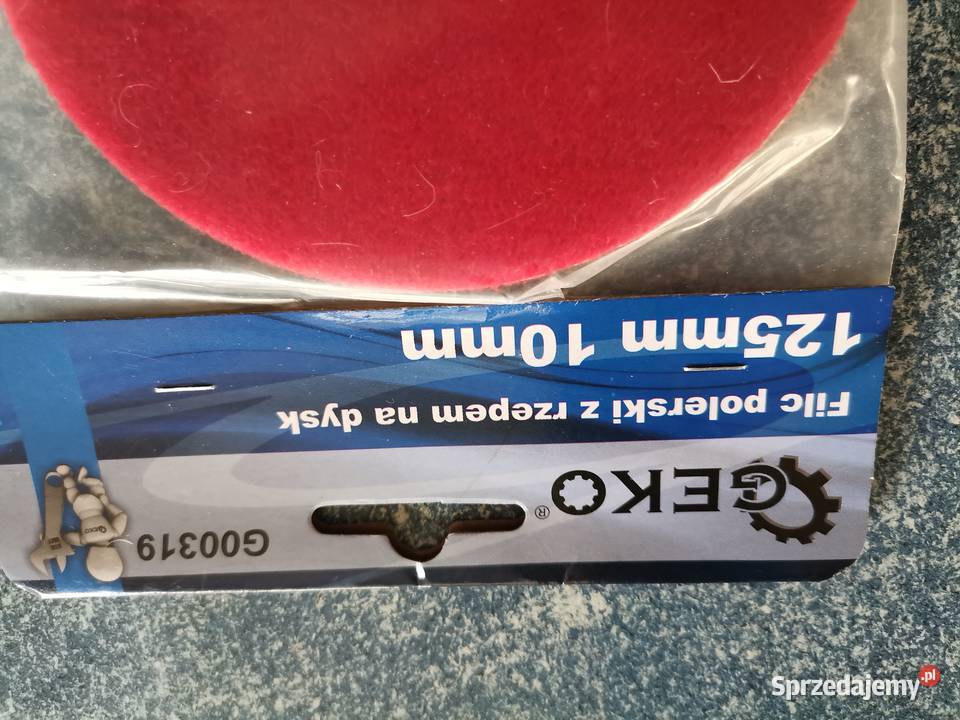 GEKO®
G00319
Filc polerski z rzepem na dysk
125mm 10mm
Sprzedajemy.pl